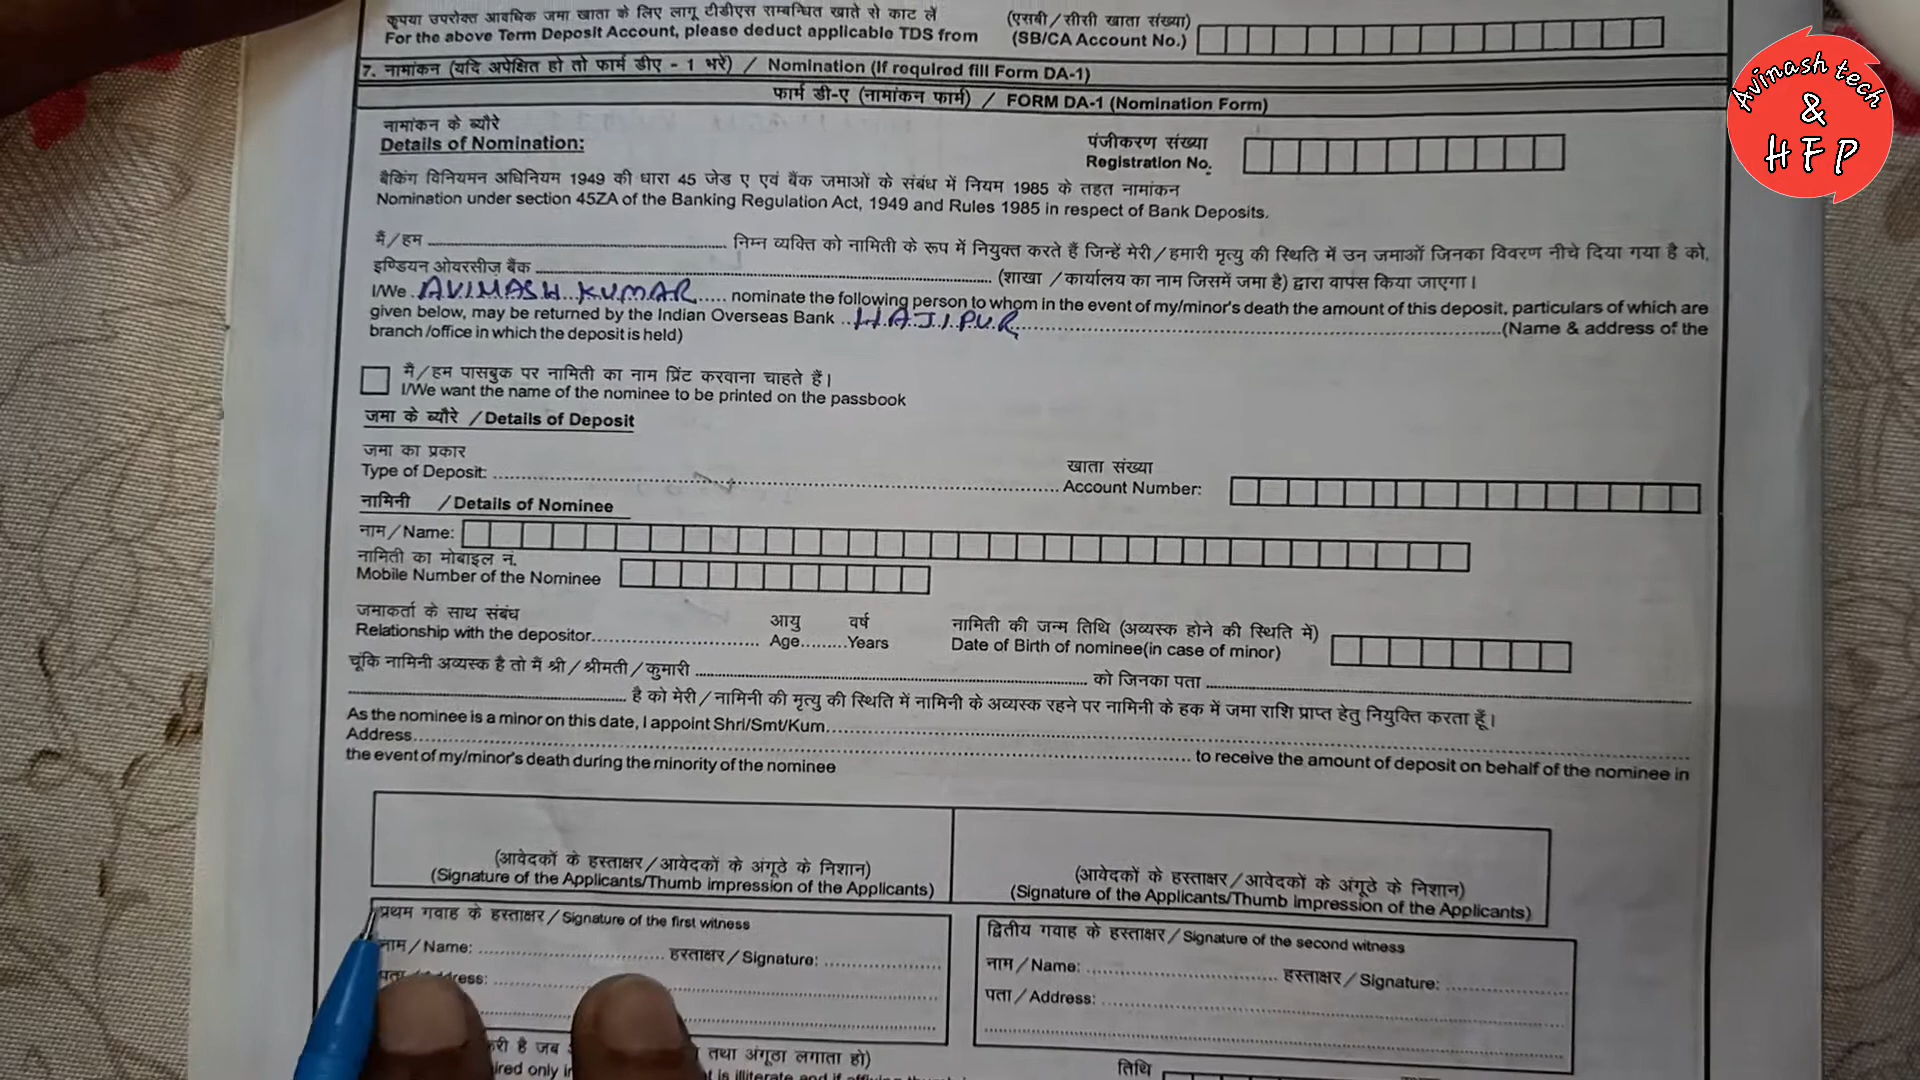 कृपया उपरोक्त आवधिक जमा खाता के लिए लागू टीडीएस सम्बन्धित खाते से काट लें (एसबी/सीसी खाता संख्या)
For the above Term Deposit Account, please deduct applicable TDS from (SB/CA Account No.)
7. नामांकन (यदि अपेक्षित हो तो फार्म डीए - 1 भरें) / Nomination (If required fill Form DA-1)
फार्म डी-ए (नामांकन फार्म) / FORM DA-1 (Nomination Form)
Avinash tech
&
HFP
नामांकन के ब्यौरे पंजीकरण संख्या
Details of Nomination: Registration No.
बैकिंग विनियमन अधिनियम 1949 की धारा 45 जेड ए एवं बैंक जमाओं के संबंध में नियम 1985 के तहत नामांकन
Nomination under section 45ZA of the Banking Regulation Act, 1949 and Rules 1985 in respect of Bank Deposits.
मैं/हम निम्न व्यक्ति को नामिती के रूप में नियुक्त करते हैं जिन्हें मेरी/हमारी मृत्यु की स्थिति में उन जमाओं जिनका विवरण नीचे दिया गया है को,
इण्डियन ओवरसीज़ बैंक (शाखा /कार्यालय का नाम जिसमें जमा है) द्वारा वापस किया जाएगा।
I/We AVINASH KUMAR nominate the following person to whom in the event of my/minor's death the amount of this deposit, particulars of which are
given below, may be returned by the Indian Overseas Bank HAJIPUR (Name & address of the
branch/office in which the deposit is held)
मैं/हम पासबुक पर नामिती का नाम प्रिंट करवाना चाहते हैं।
I/We want the name of the nominee to be printed on the passbook
जमा के ब्यौरे /Details of Deposit
जमा का प्रकार खाता संख्या
Type of Deposit: Account Number:
नामिनी /Details of Nominee
नाम/Name:
नामिती का मोबाइल नं.
Mobile Number of the Nominee
जमाकर्ता के साथ संबंध आयु वर्ष नामिती की जन्म तिथि (अव्यस्क होने की स्थिति में)
Relationship with the depositor Age Years Date of Birth of nominee(in case of minor)
चूंकि नामिनी अव्यस्क है तो मैं श्री/श्रीमती/कुमारी को जिनका पता
है को मेरी/नामिनी की मृत्यु की स्थिति में नामिनी के अव्यस्क रहने पर नामिनी के हक में जमा राशि प्राप्त हेतु नियुक्ति करता हूँ।
As the nominee is a minor on this date, I appoint Shri/Smt/Kum.
Address to receive the amount of deposit on behalf of the nominee in
the event of my/minor's death during the minority of the nominee
(आवेदकों के हस्ताक्षर/आवेदकों के अंगूठे के निशान) (आवेदकों के हस्ताक्षर/आवेदकों के अंगूठे के निशान)
(Signature of the Applicants/Thumb impression of the Applicants) (Signature of the Applicants/Thumb impression of the Applicants)
प्रथम गवाह के हस्ताक्षर/Signature of the first witness
नाम/Name: हस्ताक्षर/Signature:
पता
द्वितीय गवाह के हस्ताक्षर/Signature of the second witness
नाम/Name: हस्ताक्षर/Signature:
पता/Address:
है जब तथा अंगूठा लगाता हो)
तिथि
only is illiterate and if